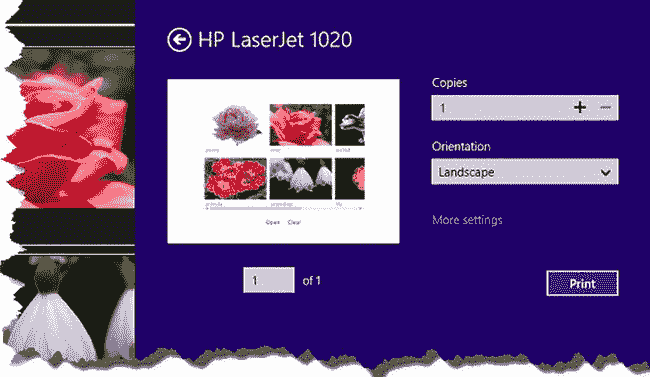 HP LaserJet 1020
Copies
1
Orientation
Landscape
More settings
peony
rose
orchid
primula
snowdrop
lily
Open Clear
1 of 1
Print